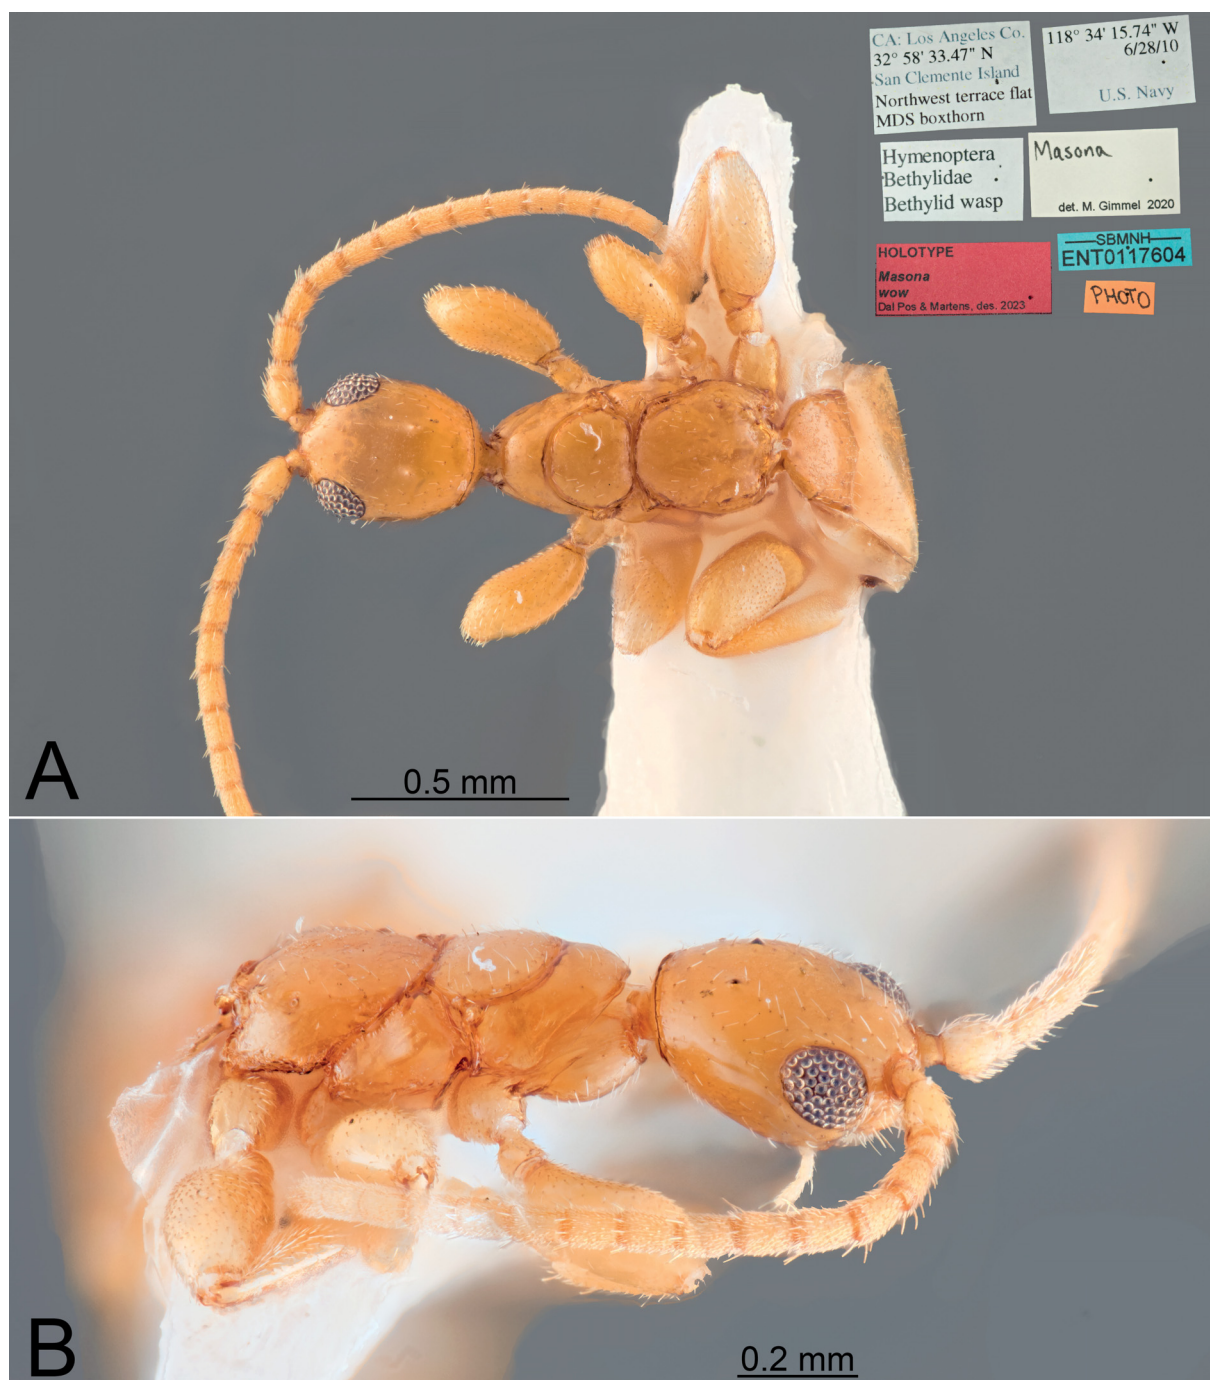 CA: Los Angeles Co.
32° 58' 33.47" N
San Clemente Island
Northwest terrace flat
MDS boxthorn
118° 34' 15.74" W
6/28/10
U.S. Navy
Hymenoptera
Bethylidae
Bethylid wasp
Masona
det. M. Gimmel 2020
HOLOTYPE
Masona
wow
Dal Pos & Martens, des. 2023
SBMNH
ENT0117604
PHOTO
A
0.5 mm
B
0.2 mm